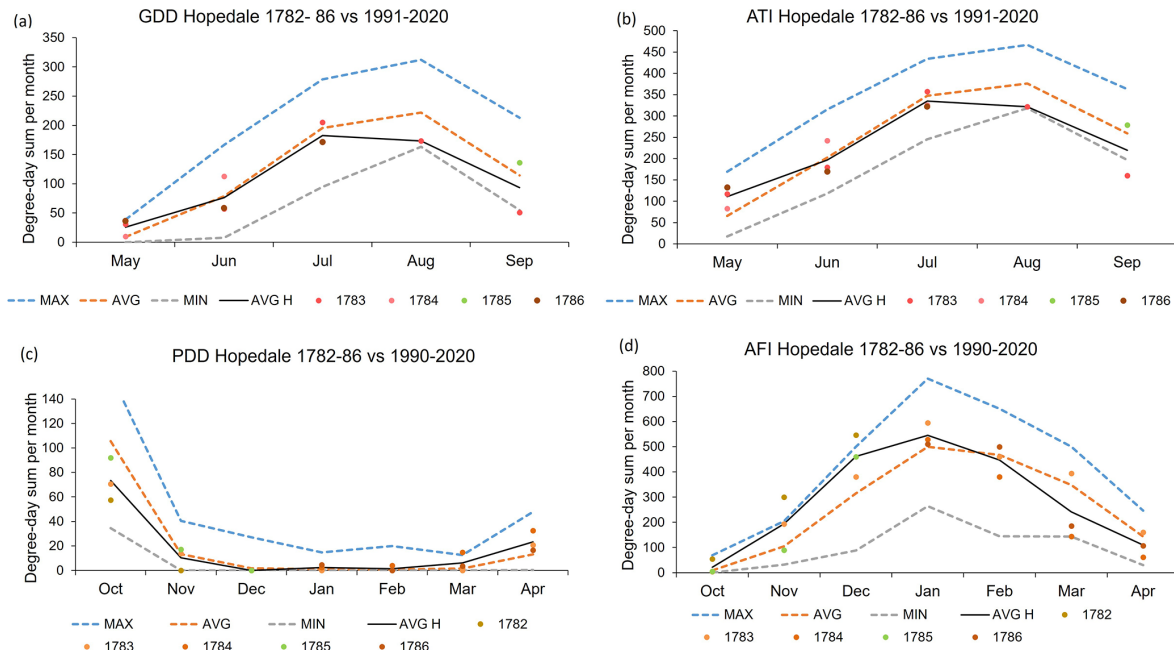 (a)
GDD Hopedale 1782- 86 vs 1991-2020
Degree-day sum per month
350
300
250
200
150
100
50
0
May Jun Jul Aug Sep
MAX AVG MIN AVG H 1783 1784 1785 1786
(b)
ATI Hopedale 1782-86 vs 1991-2020
Degree-day sum per month
500
450
400
350
300
250
200
150
100
50
0
May Jun Jul Aug Sep
MAX AVG MIN AVG H 1783 1784 1785 1786
(c)
PDD Hopedale 1782-86 vs 1990-2020
Degree-day sum per month
140
120
100
80
60
40
20
0
Oct Nov Dec Jan Feb Mar Apr
MAX AVG MIN AVG H 1782
1783 1784 1785 1786
(d)
AFI Hopedale 1782-86 vs 1990-2020
Degree-day sum per month
800
700
600
500
400
300
200
100
0
Oct Nov Dec Jan Feb Mar Apr
MAX AVG MIN AVG H 1782
1783 1784 1785 1786